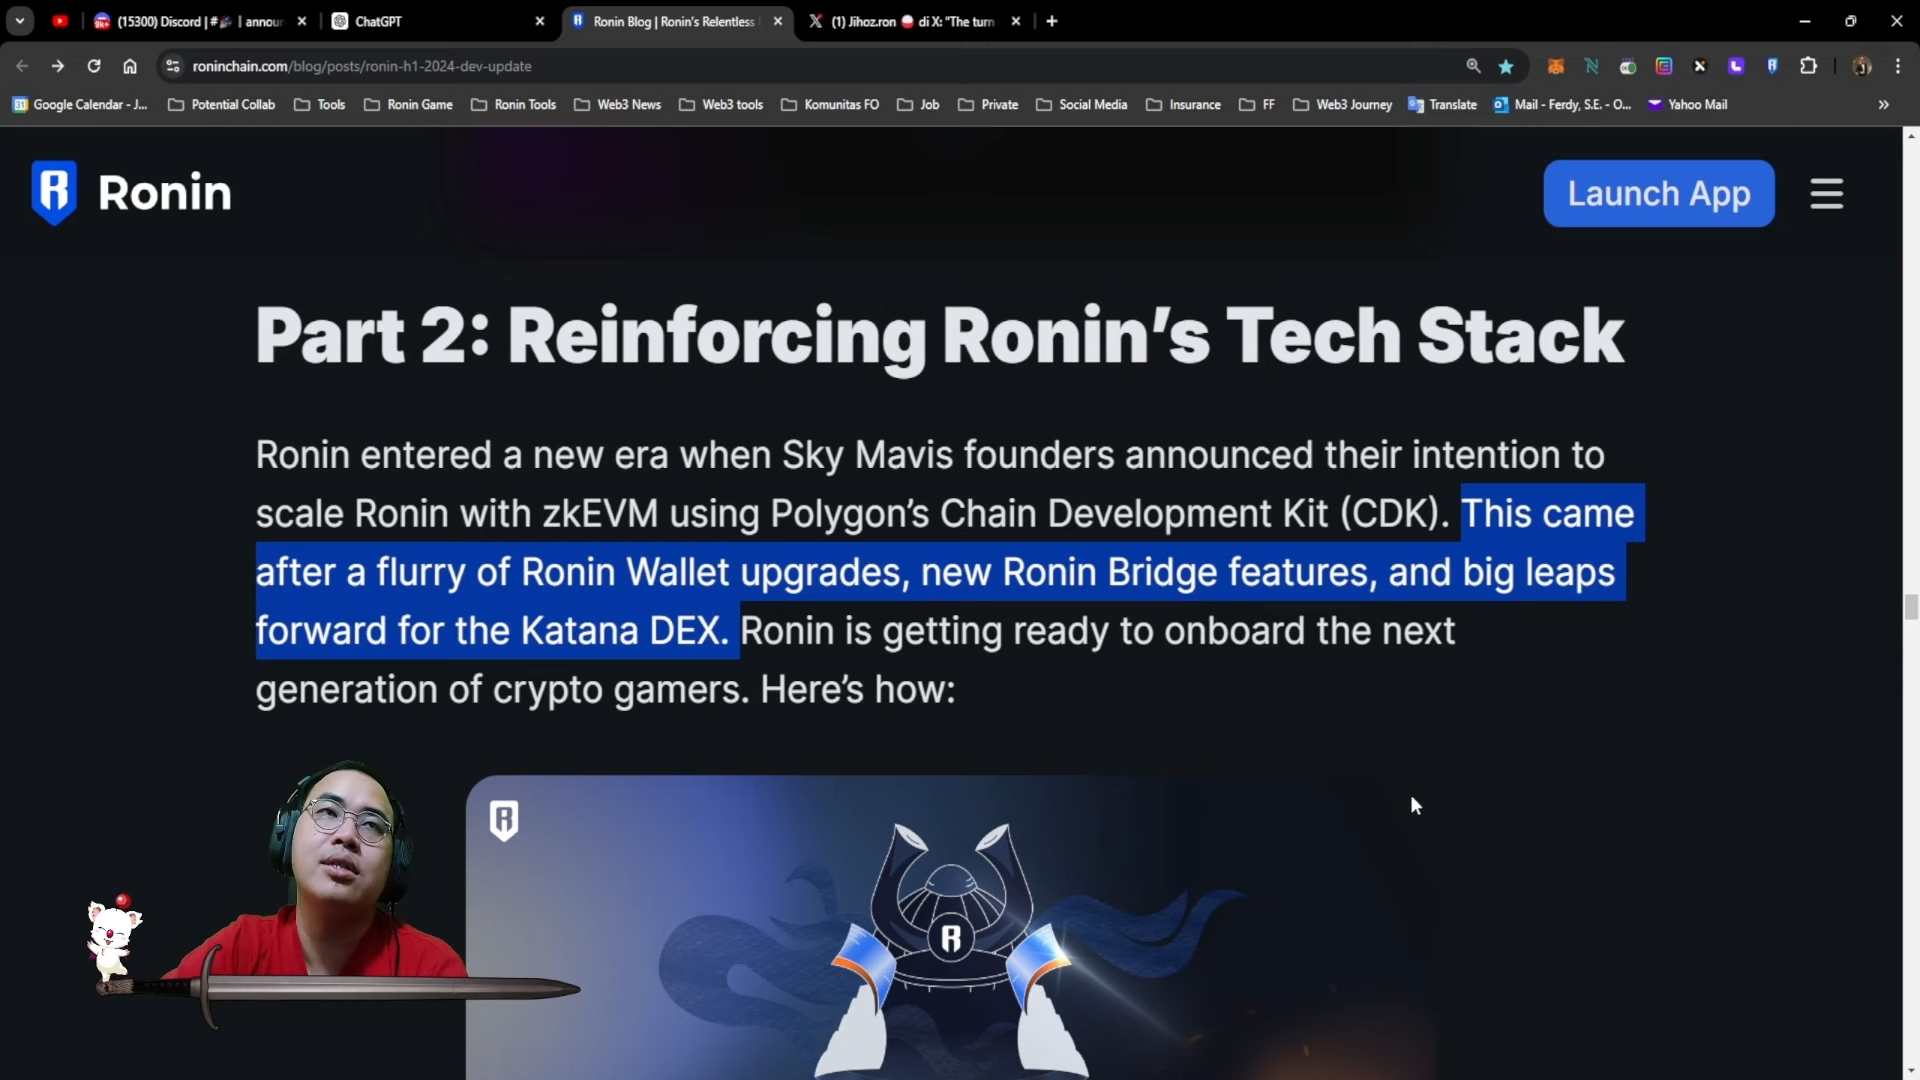 (15300) Discord | # | announ
ChatGPT
Ronin Blog | Ronin's Relentless
(1) Jihoz.ron di X: "The turn
roninchain.com/blog/posts/ronin-h1-2024-dev-update
Google Calendar - J...
Potential Collab
Tools
Ronin Game
Ronin Tools
Web3 News
Web3 tools
Komunitas FO
Job
Private
Social Media
Insurance
FF
Web3 Journey
Translate
Mail - Ferdy, S.E. - O...
Yahoo Mail
Ronin
Launch App
Part 2: Reinforcing Ronin's Tech Stack
Ronin entered a new era when Sky Mavis founders announced their intention to
scale Ronin with zkEVM using Polygon's Chain Development Kit (CDK). This came
after a flurry of Ronin Wallet upgrades, new Ronin Bridge features, and big leaps
forward for the Katana DEX. Ronin is getting ready to onboard the next
generation of crypto gamers. Here's how: